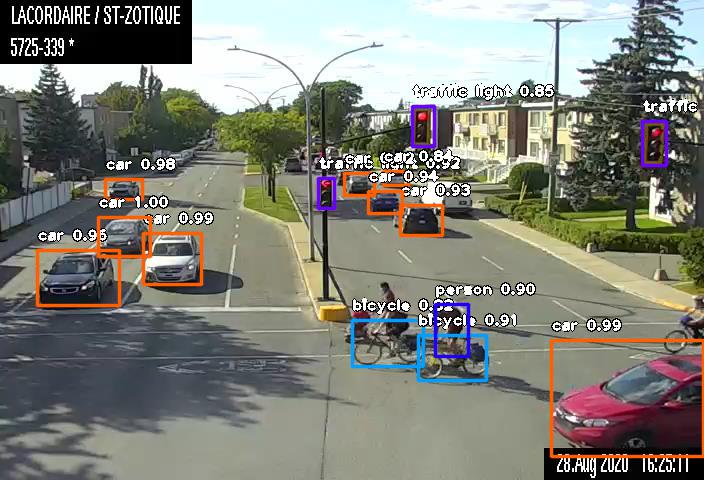 LACORDAIRE / ST-ZOTIQUE
5725-339 *
traffic light 0.85
traffic
car 0.98
car 0.94
car 0.93
car 1.00
car 0.99
car 0.95
person 0.90
bicycle
bicycle 0.91
car 0.99
28.Aug 2020 16:25:11